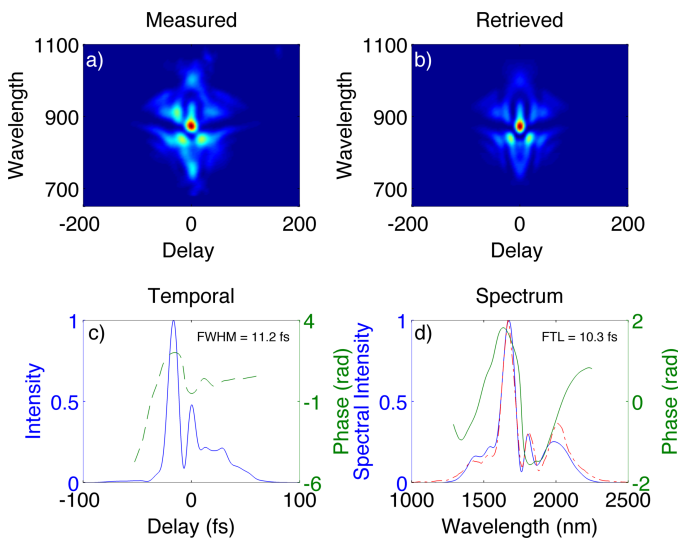 Measured
Retrieved
1100
900
700
Wavelength
a)
-200
0
200
Delay
1100
900
700
Wavelength
b)
-200
0
200
Delay
Temporal
Spectrum
1
0.5
0
Intensity
c)
FWHM = 11.2 fs
4
-1
-6
Phase (rad)
-100
0
100
Delay (fs)
1
0.5
0
Spectral Intensity
d)
FTL = 10.3 fs
2
0
-2
Phase (rad)
1000
1500
2000
2500
Wavelength (nm)